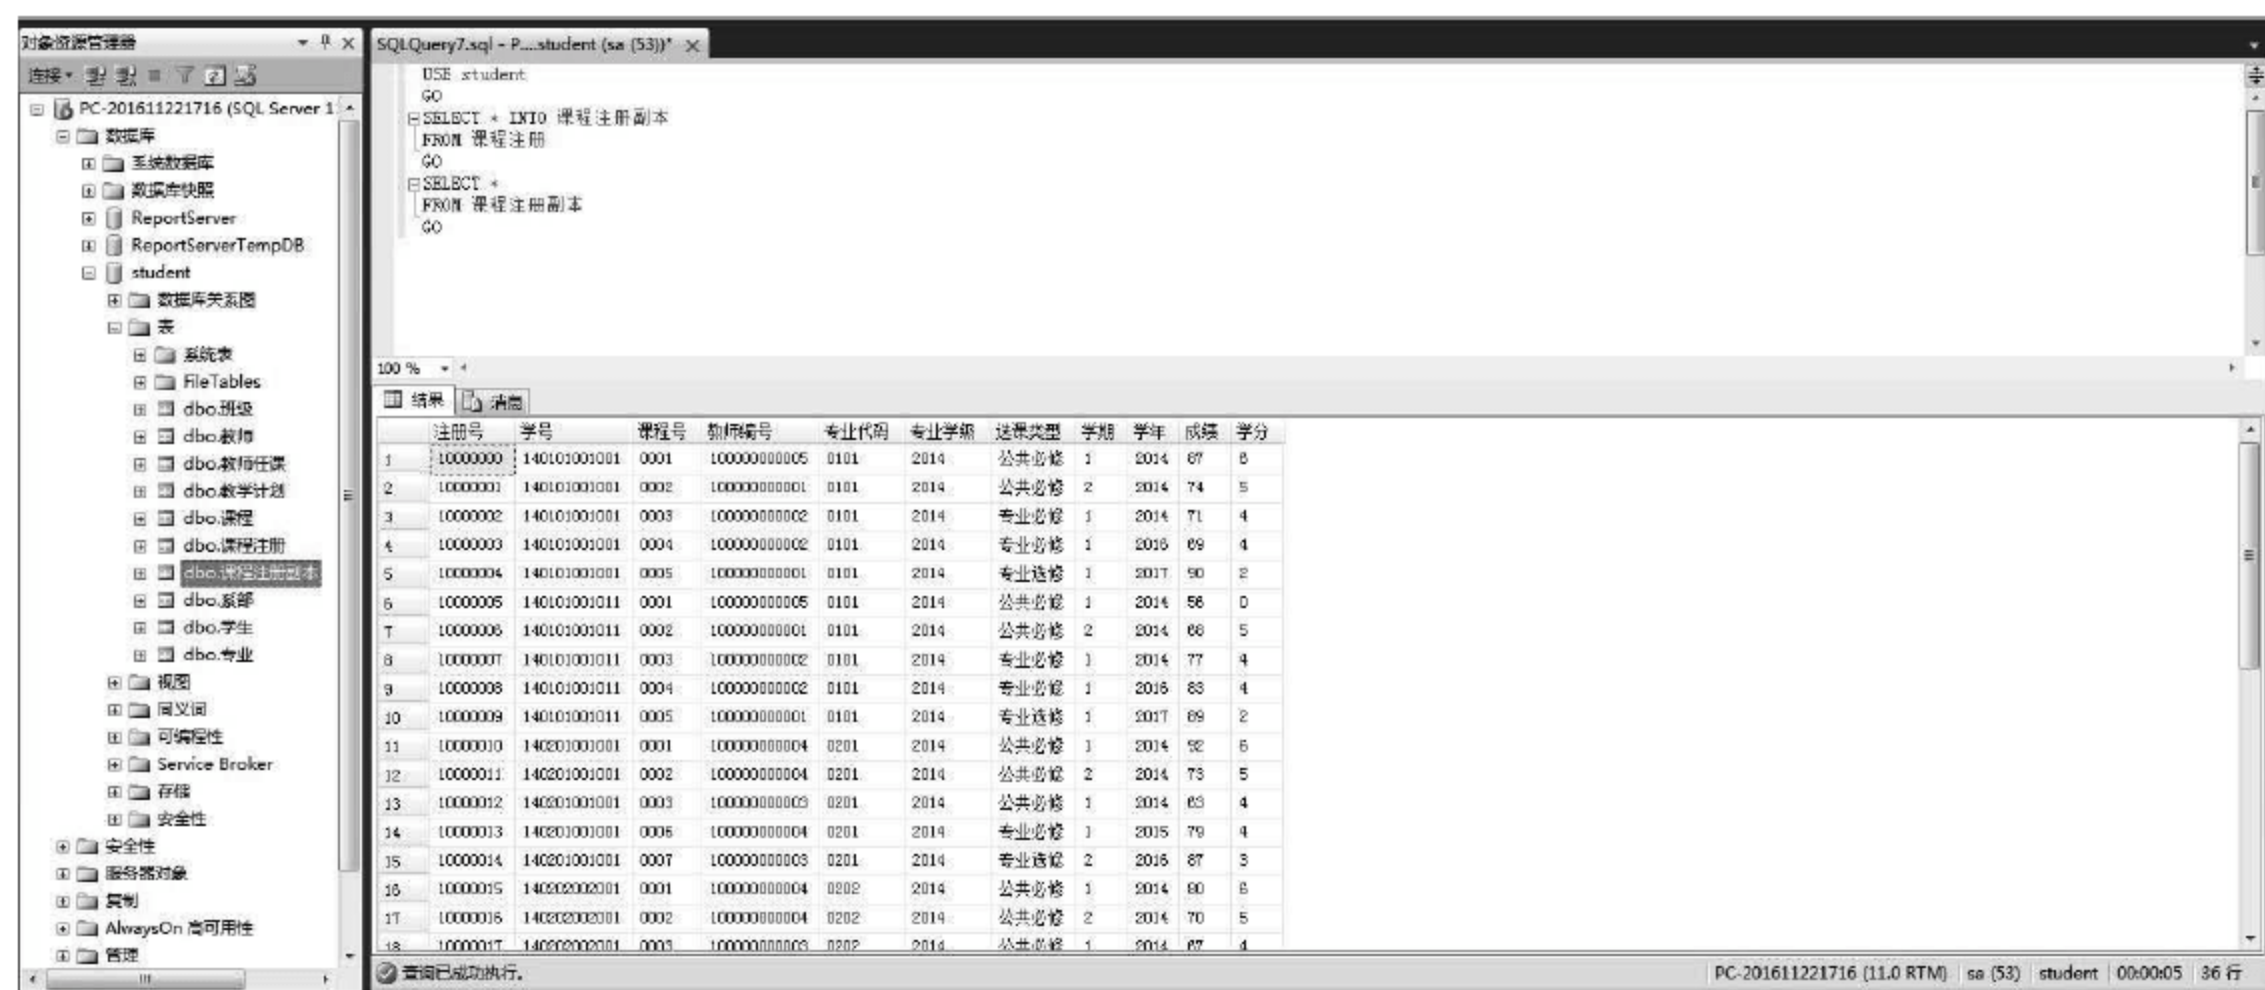 对象资源管理器
连接
PC-201611221716 (SQL Server 1
数据库
系统数据库
数据库快照
ReportServer
ReportServerTempDB
student
数据库关系图
表
系统表
FileTables
dbo.班级
dbo.教师
dbo.教师任课
dbo.教学计划
dbo.课程
dbo.课程注册
dbo.课程注册副本
dbo.系部
dbo.学生
dbo.专业
视图
同义词
可编程性
Service Broker
存储
安全性
安全性
服务器对象
复制
AlwaysOn 高可用性
管理
SQLQuery7.sql - P....student (sa (53))*
USE student
GO
SELECT * INTO 课程注册副本
FROM 课程注册
GO
SELECT *
FROM 课程注册副本
GO
100 %
结果 消息
注册号 学号 课程号 教师编号 专业代码 专业学级 选课类型 学期 学年 成绩 学分
1 10000000 140101001001 0001 100000000005 0101 2014 公共必修 1 2014 87 6
2 10000001 140101001001 0002 100000000001 0101 2014 公共必修 2 2014 74 5
3 10000002 140101001001 0003 100000000002 0101 2014 专业必修 1 2014 71 4
4 10000003 140101001001 0004 100000000002 0101 2014 专业必修 1 2016 69 4
5 10000004 140101001001 0005 100000000001 0101 2014 专业选修 1 2017 90 2
6 10000005 140101001011 0001 100000000005 0101 2014 公共必修 1 2014 56 0
7 10000006 140101001011 0002 100000000001 0101 2014 公共必修 2 2014 68 5
8 10000007 140101001011 0003 100000000002 0101 2014 专业必修 1 2014 77 4
9 10000008 140101001011 0004 100000000002 0101 2014 专业必修 1 2016 83 4
10 10000009 140101001011 0005 100000000001 0101 2014 专业选修 1 2017 89 2
11 10000010 140201001001 0001 100000000004 0201 2014 公共必修 1 2014 92 6
12 10000011 140201001001 0002 100000000004 0201 2014 公共必修 2 2014 73 5
13 10000012 140201001001 0003 100000000003 0201 2014 公共必修 1 2014 63 4
14 10000013 140201001001 0006 100000000004 0201 2014 专业必修 1 2015 79 4
15 10000014 140201001001 0007 100000000003 0201 2014 专业选修 2 2016 87 3
16 10000015 140202002001 0001 100000000004 0202 2014 公共必修 1 2014 80 6
17 10000016 140202002001 0002 100000000004 0202 2014 公共必修 2 2014 70 5
18 10000017 140202002001 0003 100000000003 0202 2014 公共必修 1 2014 67 4
查询已成功执行。
PC-201611221716 (11.0 RTM) sa (53) student 00:00:05 36 行